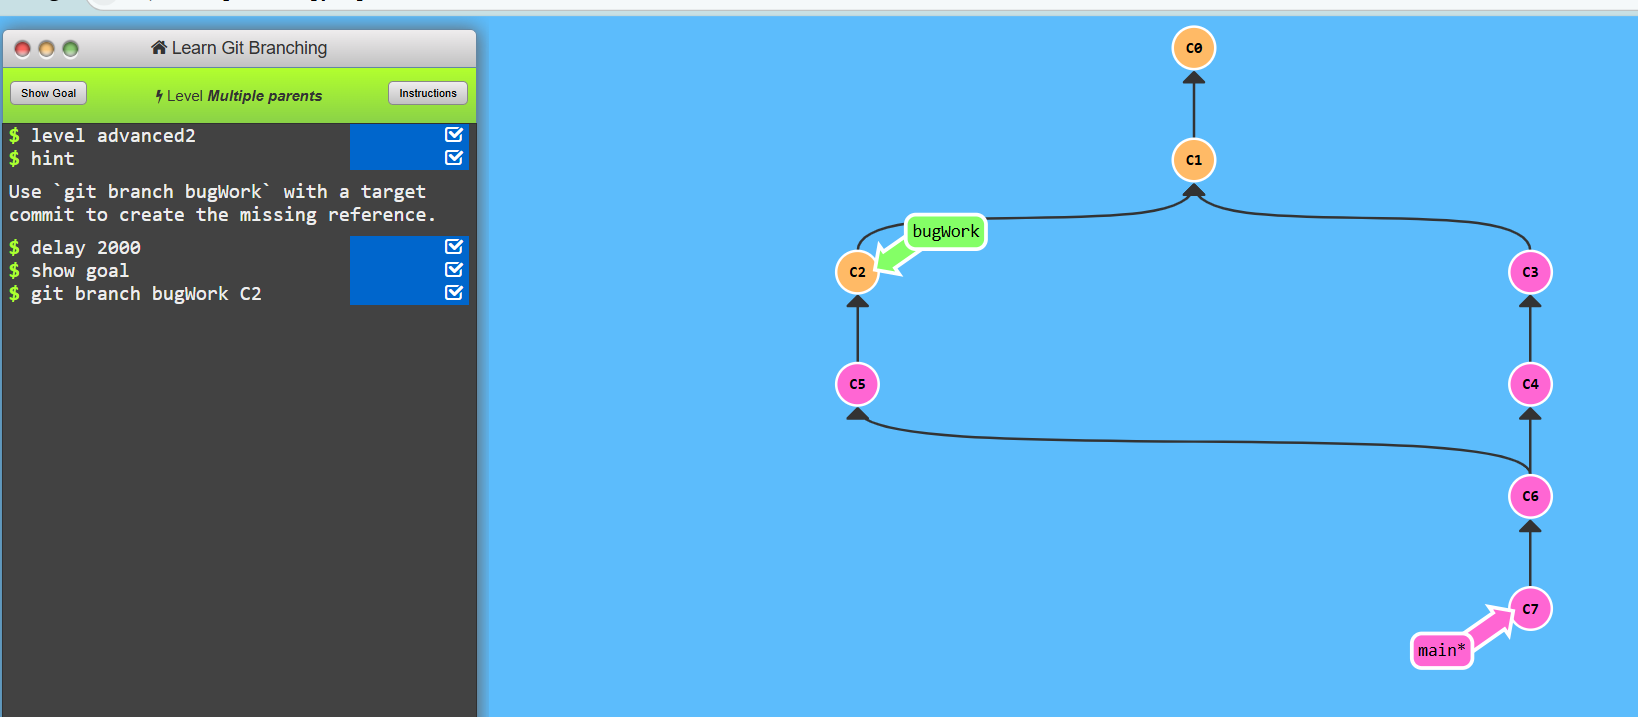 Learn Git Branching
Show Goal
Level Multiple parents
Instructions
$ level advanced2
$ hint
Use `git branch bugWork` with a target
commit to create the missing reference.
$ delay 2000
$ show goal
$ git branch bugWork C2
C0
C1
bugWork
C2
C3
C5
C4
C6
C7
main*